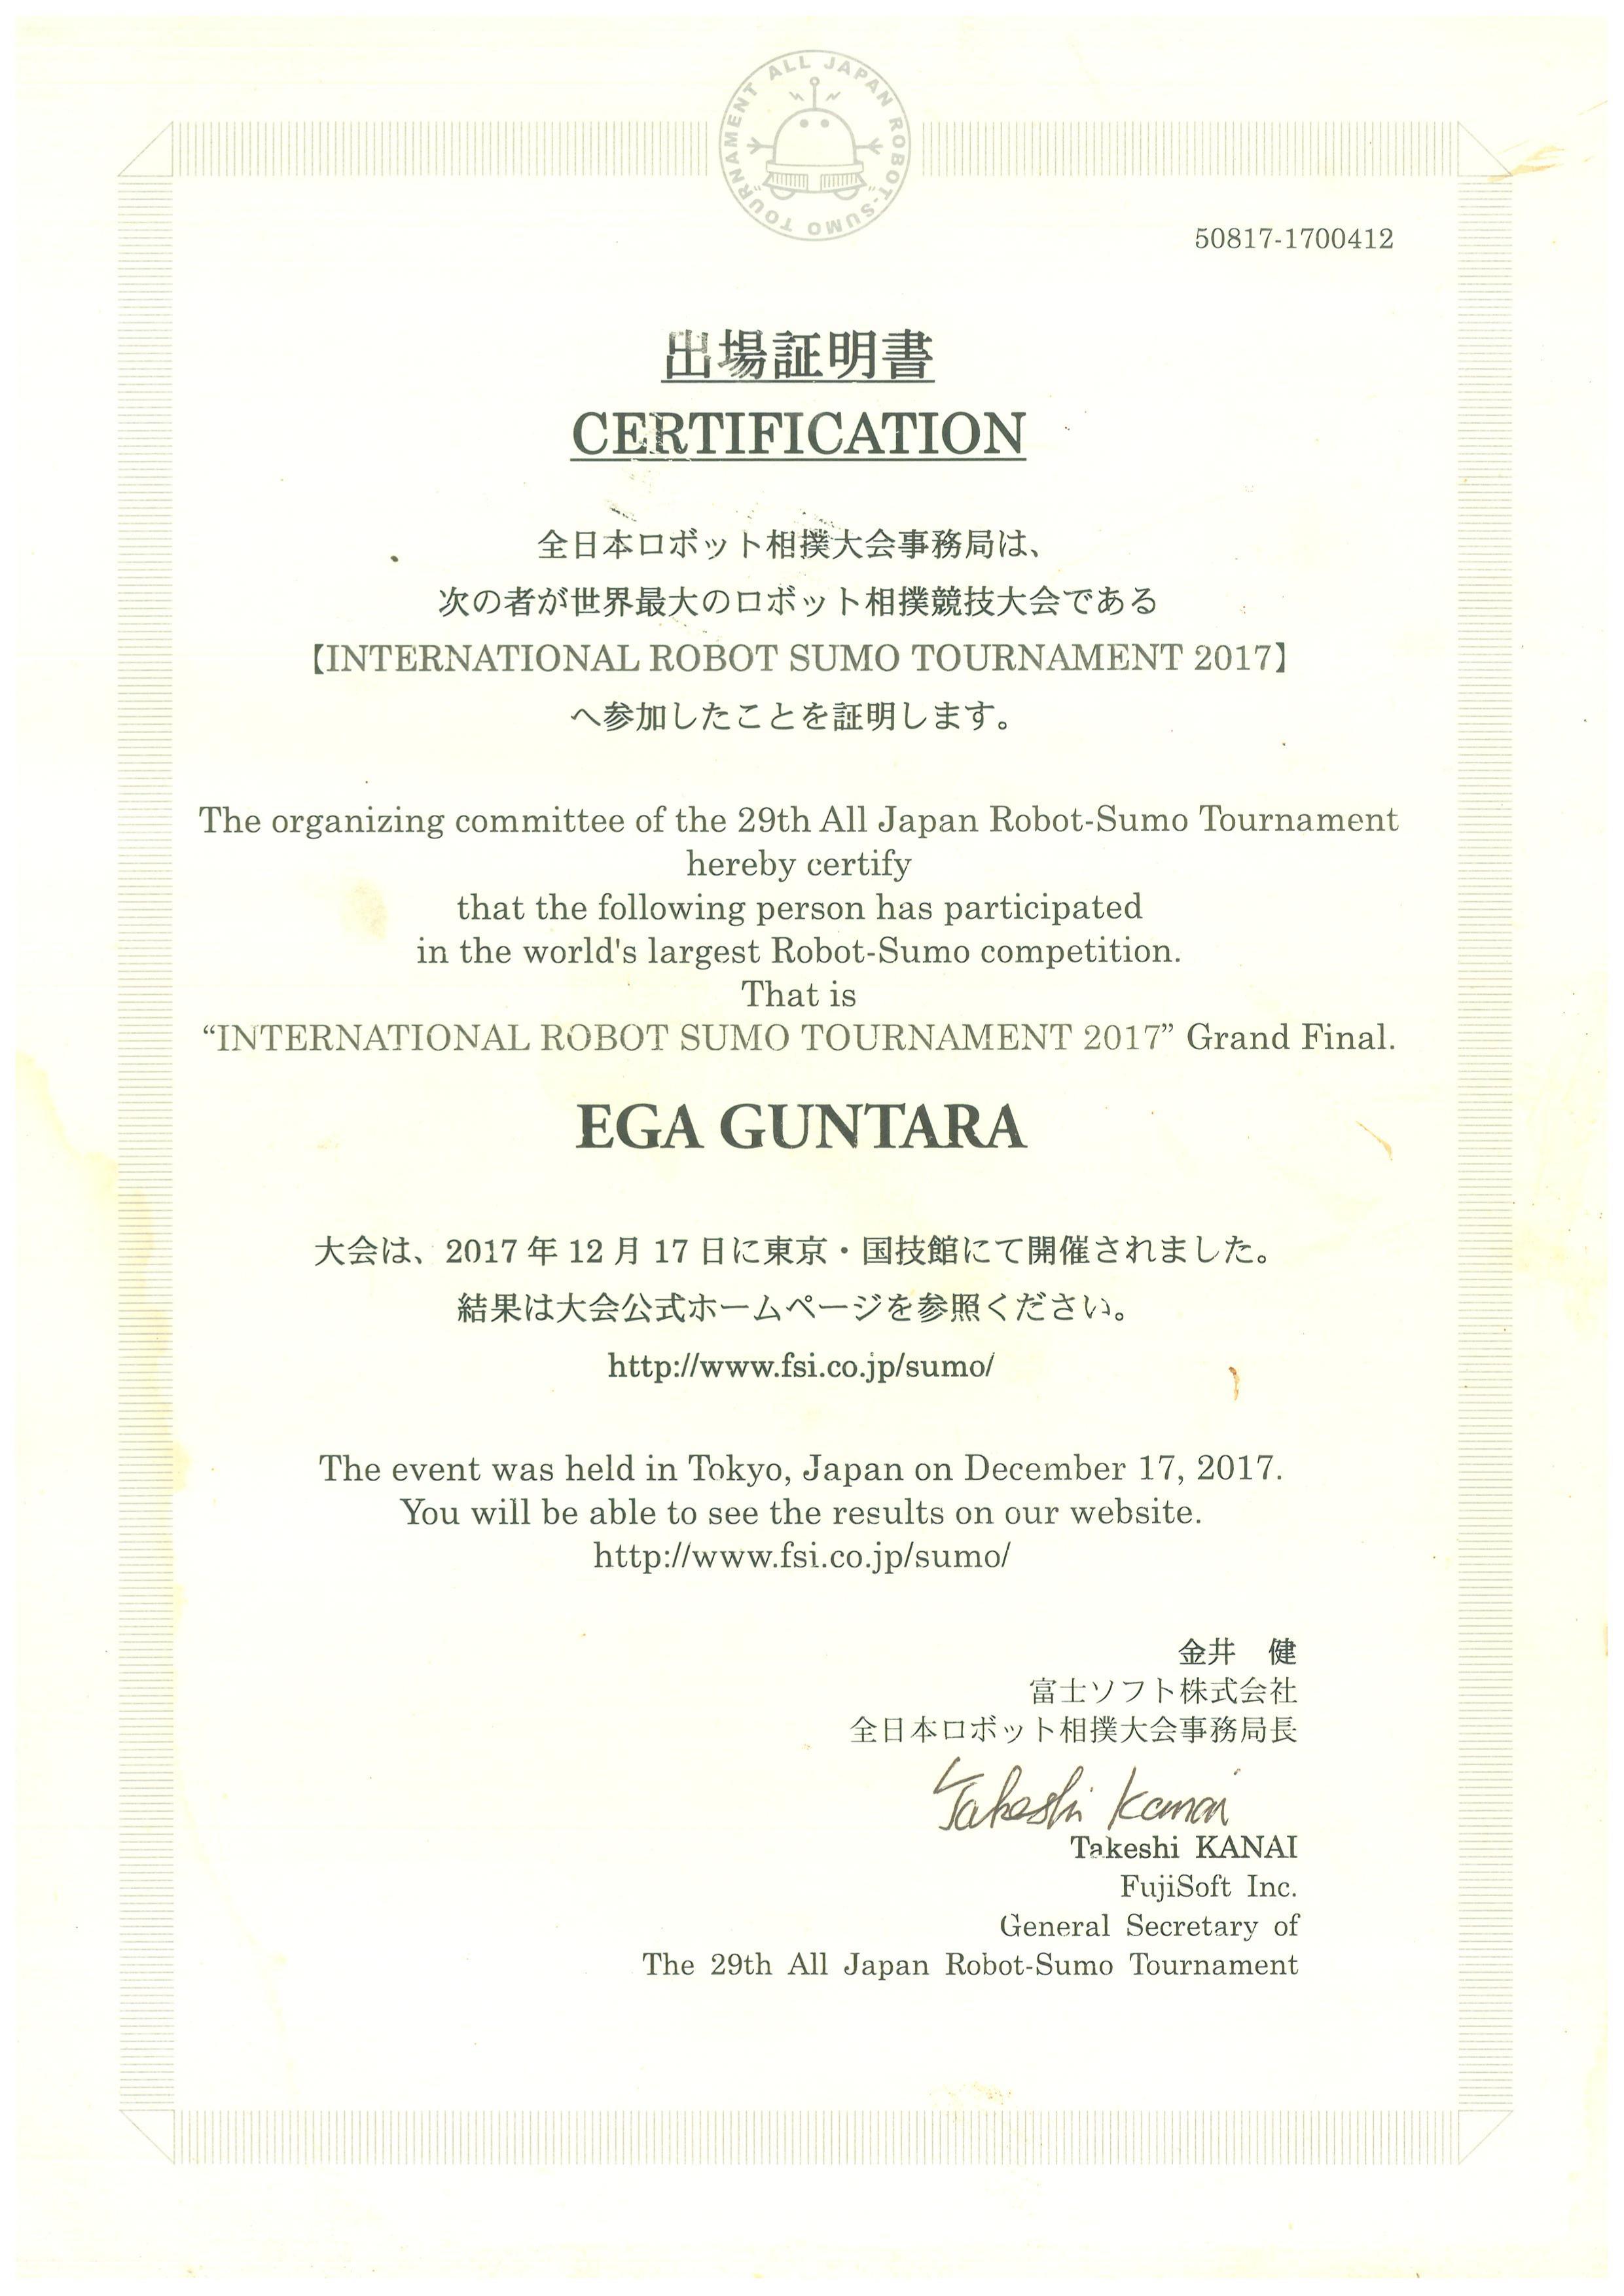 ALL JAPAN ROBOT-SUMO TOURNAMENT
50817-1700412
出場証明書
CERTIFICATION
全日本ロボット相撲大会事務局は、
次の者が世界最大のロボット相撲競技大会である
【INTERNATIONAL ROBOT SUMO TOURNAMENT 2017】
へ参加したことを証明します。
The organizing committee of the 29th All Japan Robot-Sumo Tournament
hereby certify
that the following person has participated
in the world's largest Robot-Sumo competition.
That is
“INTERNATIONAL ROBOT SUMO TOURNAMENT 2017” Grand Final.
EGA GUNTARA
大会は、2017 年 12 月 17 日に東京・国技館にて開催されました。
結果は大会公式ホームページを参照ください。
http://www.fsi.co.jp/sumo/
The event was held in Tokyo, Japan on December 17, 2017.
You will be able to see the results on our website.
http://www.fsi.co.jp/sumo/
金井　健
富士ソフト株式会社
全日本ロボット相撲大会事務局長
Takeshi Kanai
Takeshi KANAI
FujiSoft Inc.
General Secretary of
The 29th All Japan Robot-Sumo Tournament